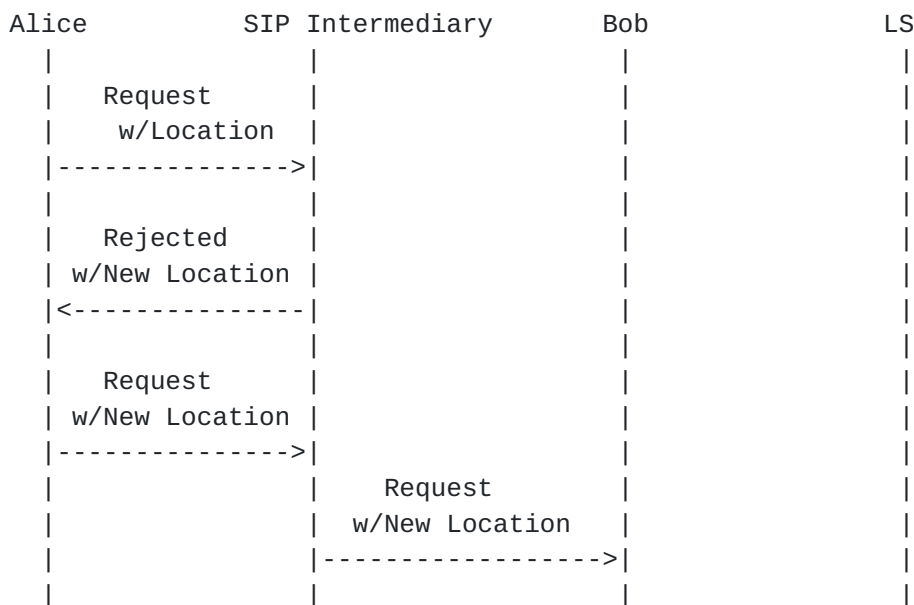 Alice          SIP Intermediary       Bob               LS
  |                |                   |                 |
  |   Request      |                   |                 |
  |    w/Location  |                   |                 |
  |--------------->|                   |                 |
  |                |                   |                 |
  |   Rejected     |                   |                 |
  | w/New Location |                   |                 |
  |<---------------|                   |                 |
  |                |                   |                 |
  |   Request      |                   |                 |
  | w/New Location |                   |                 |
  |--------------->|                   |                 |
  |                |    Request        |                 |
  |                |  w/New Location   |                 |
  |                |------------------>|                 |
  |                |                   |                 |